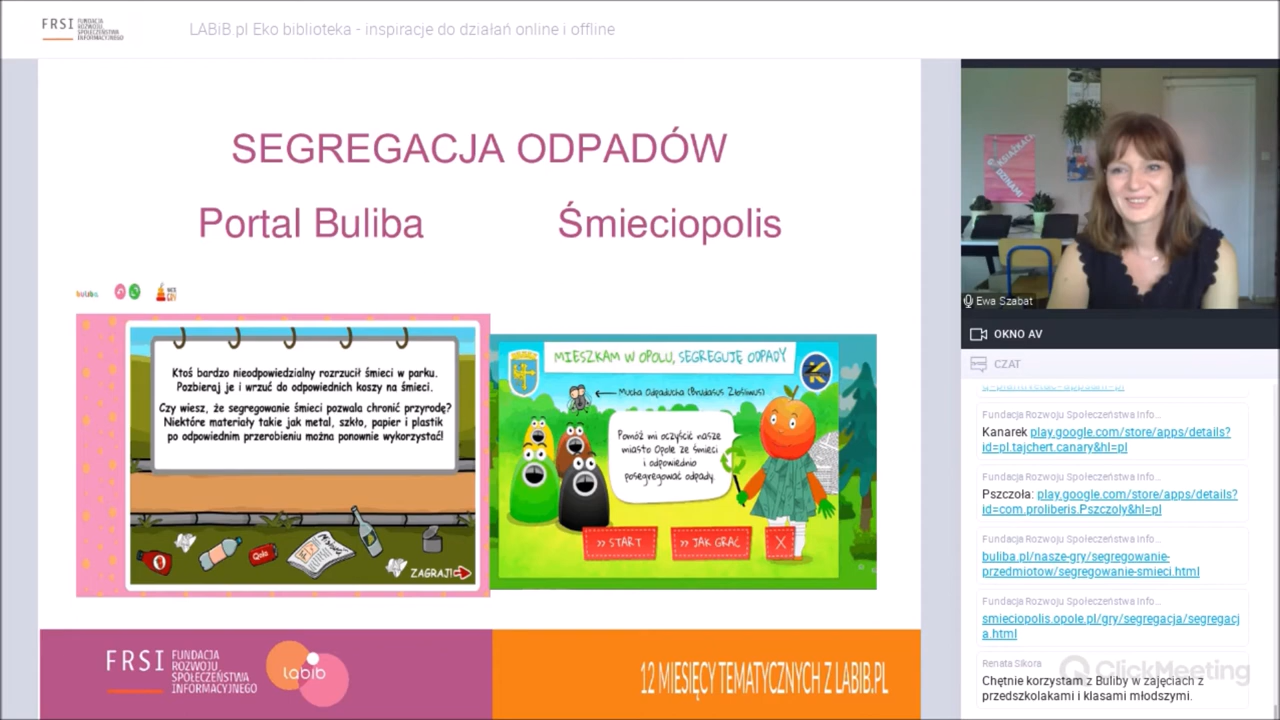 FRSI
FUNDACJA
ROZWOJU
SPOŁECZEŃSTWA
INFORMACYJNEGO
LABiB.pl Eko biblioteka - inspiracje do działań online i offline
SEGREGACJA ODPADÓW
Portal Buliba
Śmieciopolis
buliba
Ktoś bardzo nieodpowiedzialny rozrzucił śmieci w parku.
Pozbieraj je i wrzuć do odpowiednich koszy na śmieci.
Czy wiesz, że segregowanie śmieci pozwala chronić przyrodę?
Niektóre materiały takie jak metal, szkło, papier i plastik
po odpowiednim przerobieniu można ponownie wykorzystać!
ZAGRAJ!
MIESZKAM W OPOLU, SEGREGUJĘ ODPADY
Mucha Odpaducha (Brudasus Złośliwus)
Pomóż mi oczyścić nasze
miasto Opole ze śmieci
i odpowiednio
posegregować odpady.
>> START
>> JAK GRAĆ
X
FRSI
FUNDACJA
ROZWOJU
SPOŁECZEŃSTWA
INFORMACYJNEGO
labib
12 MIESIĘCY TEMATYCZNYCH Z LABIB.PL
Ewa Szabat
OKNO AV
CZAT
Fundacja Rozwoju Społeczeństwa Info...
Kanarek play.google.com/store/apps/details?
id=pl.tajchert.canary&hl=pl
Fundacja Rozwoju Społeczeństwa Info...
Pszczoła: play.google.com/store/apps/details?
id=com.proliberis.Pszczoly&hl=pl
Fundacja Rozwoju Społeczeństwa Info...
buliba.pl/nasze-gry/segregowanie-
przedmiotow/segregowanie-smieci.html
Fundacja Rozwoju Społeczeństwa Info...
smieciopolis.opole.pl/gry/segregacja/segregacj
a.html
Renata Sikora
Chętnie korzystam z Buliby w zajęciach z
przedszkolakami i klasami młodszymi.
ClickMeeting